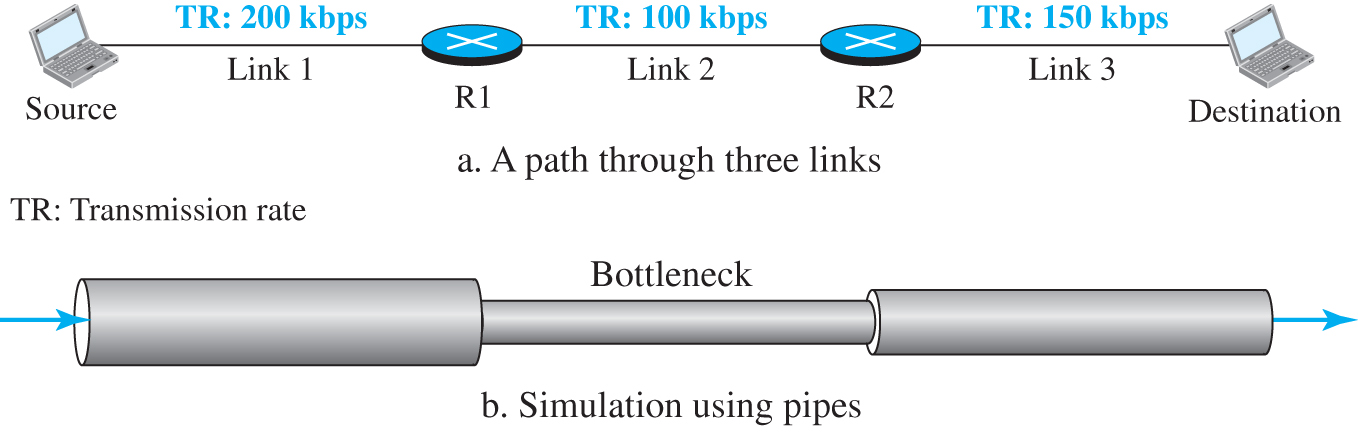 TR: 200 kbps TR: 100 kbps TR: 150 kbps
Link 1 Link 2 Link 3
Source R1 R2 Destination
a. A path through three links
TR: Transmission rate
Bottleneck
b. Simulation using pipes